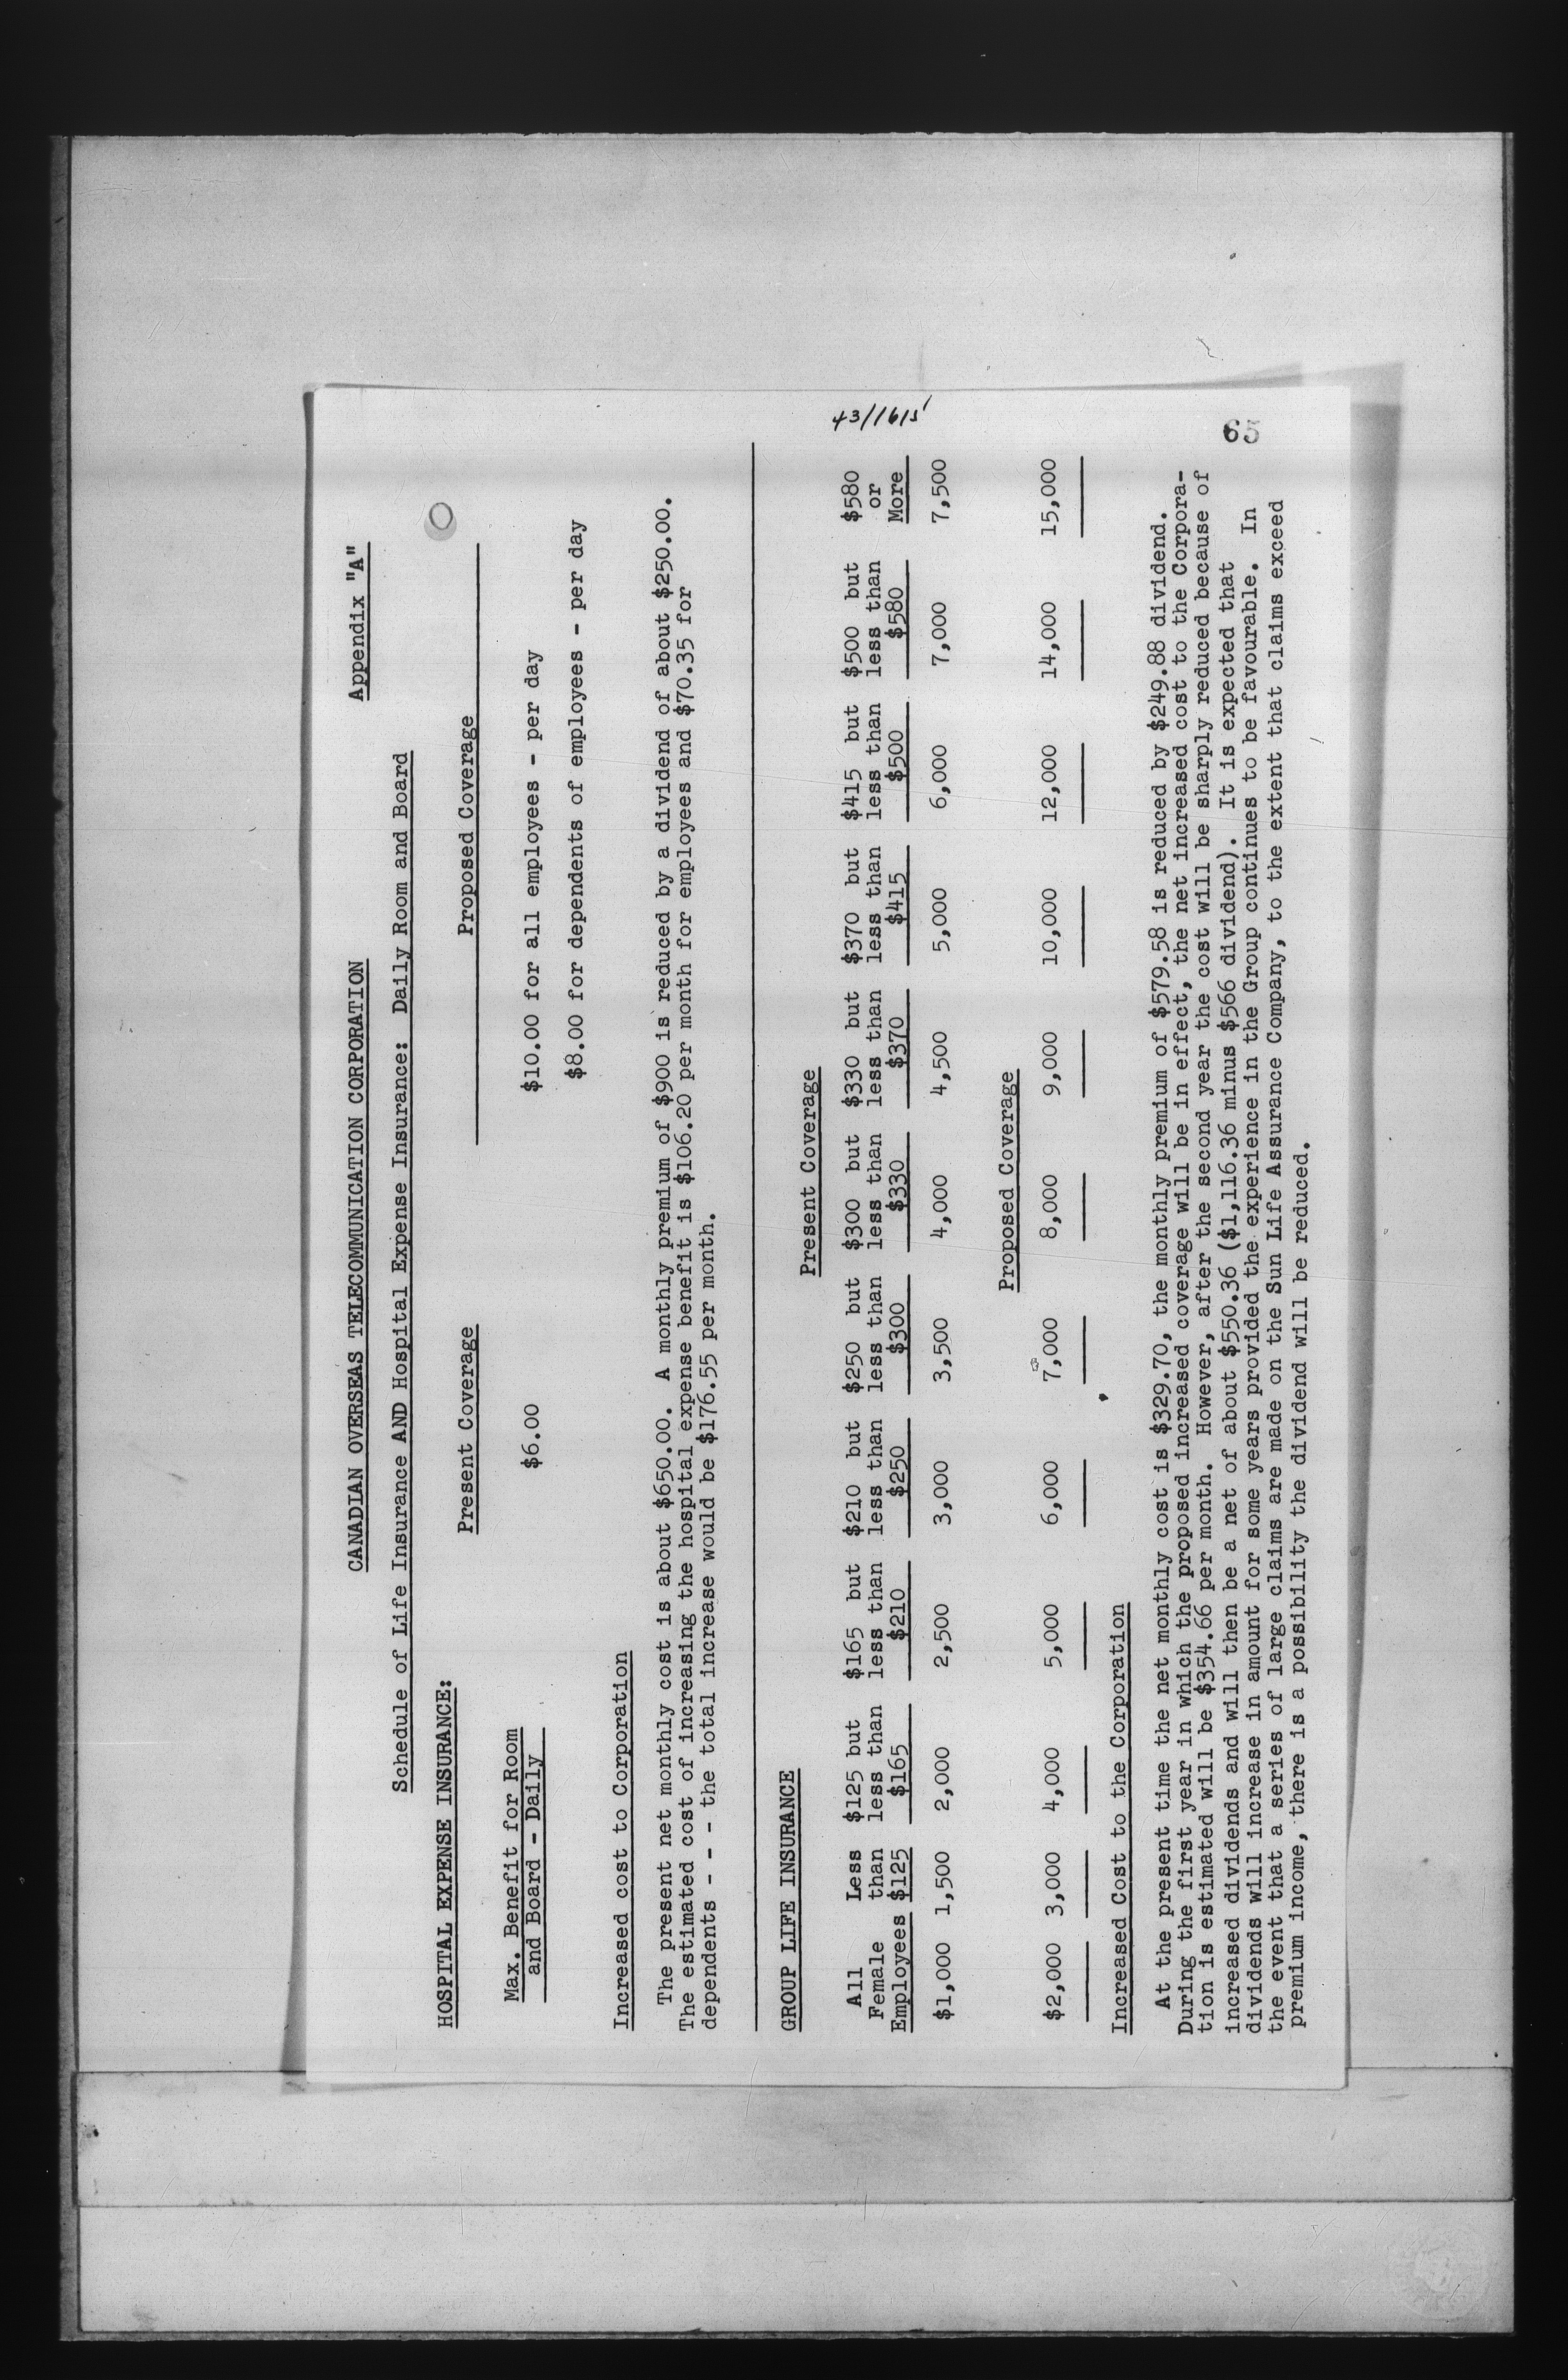 Appendix "A"
CANADIAN OVERSEAS TELECOMMUNICATION CORPORATION
Schedule of Life Insurance AND Hospital Expense Insurance: Daily Room and Board
HOSPITAL EXPENSE INSURANCE:
Present Coverage Proposed Coverage
Max. Benefit for Room $6.00 $10.00 for all employees - per day
and Board - Daily
$8.00 for dependents of employees - per day
Increased cost to Corporation
The present net monthly cost is about $650.00. A monthly premium of $900 is reduced by a dividend of about $250.00.
The estimated cost of increasing the hospital expense benefit is $106.20 per month for employees and $70.35 for
dependents - - - the total increase would be $176.55 per month.
GROUP LIFE INSURANCE
Present Coverage
All Less $125 but $165 but $210 but $250 but $300 but $330 but $370 but $415 but $500 but $580
Female than less than less than less than less than less than less than less than less than less than or
Employees $125 $165 $210 $250 $300 $330 $370 $415 $500 $580 More
$1,000 1,500 2,000 2,500 3,000 3,500 4,000 4,500 5,000 6,000 7,000 7,500
Proposed Coverage
$2,000 3,000 4,000 5,000 6,000 7,000 8,000 9,000 10,000 12,000 14,000 15,000
Increased Cost to the Corporation
At the present time the net monthly cost is $329.70, the monthly premium of $579.58 is reduced by $249.88 dividend.
During the first year in which the proposed increased coverage will be in effect, the net increased cost to the Corpora-
tion is estimated will be $354.66 per month. However, after the second year the cost will be sharply reduced because of
increased dividends and will then be a net of about $550.36 ($1,116.36 minus $566 dividend). It is expected that
dividends will increase in amount for some years provided the experience in the Group continues to be favourable. In
the event that a series of large claims are made on the Sun Life Assurance Company, to the extent that claims exceed
premium income, there is a possibility the dividend will be reduced.
65